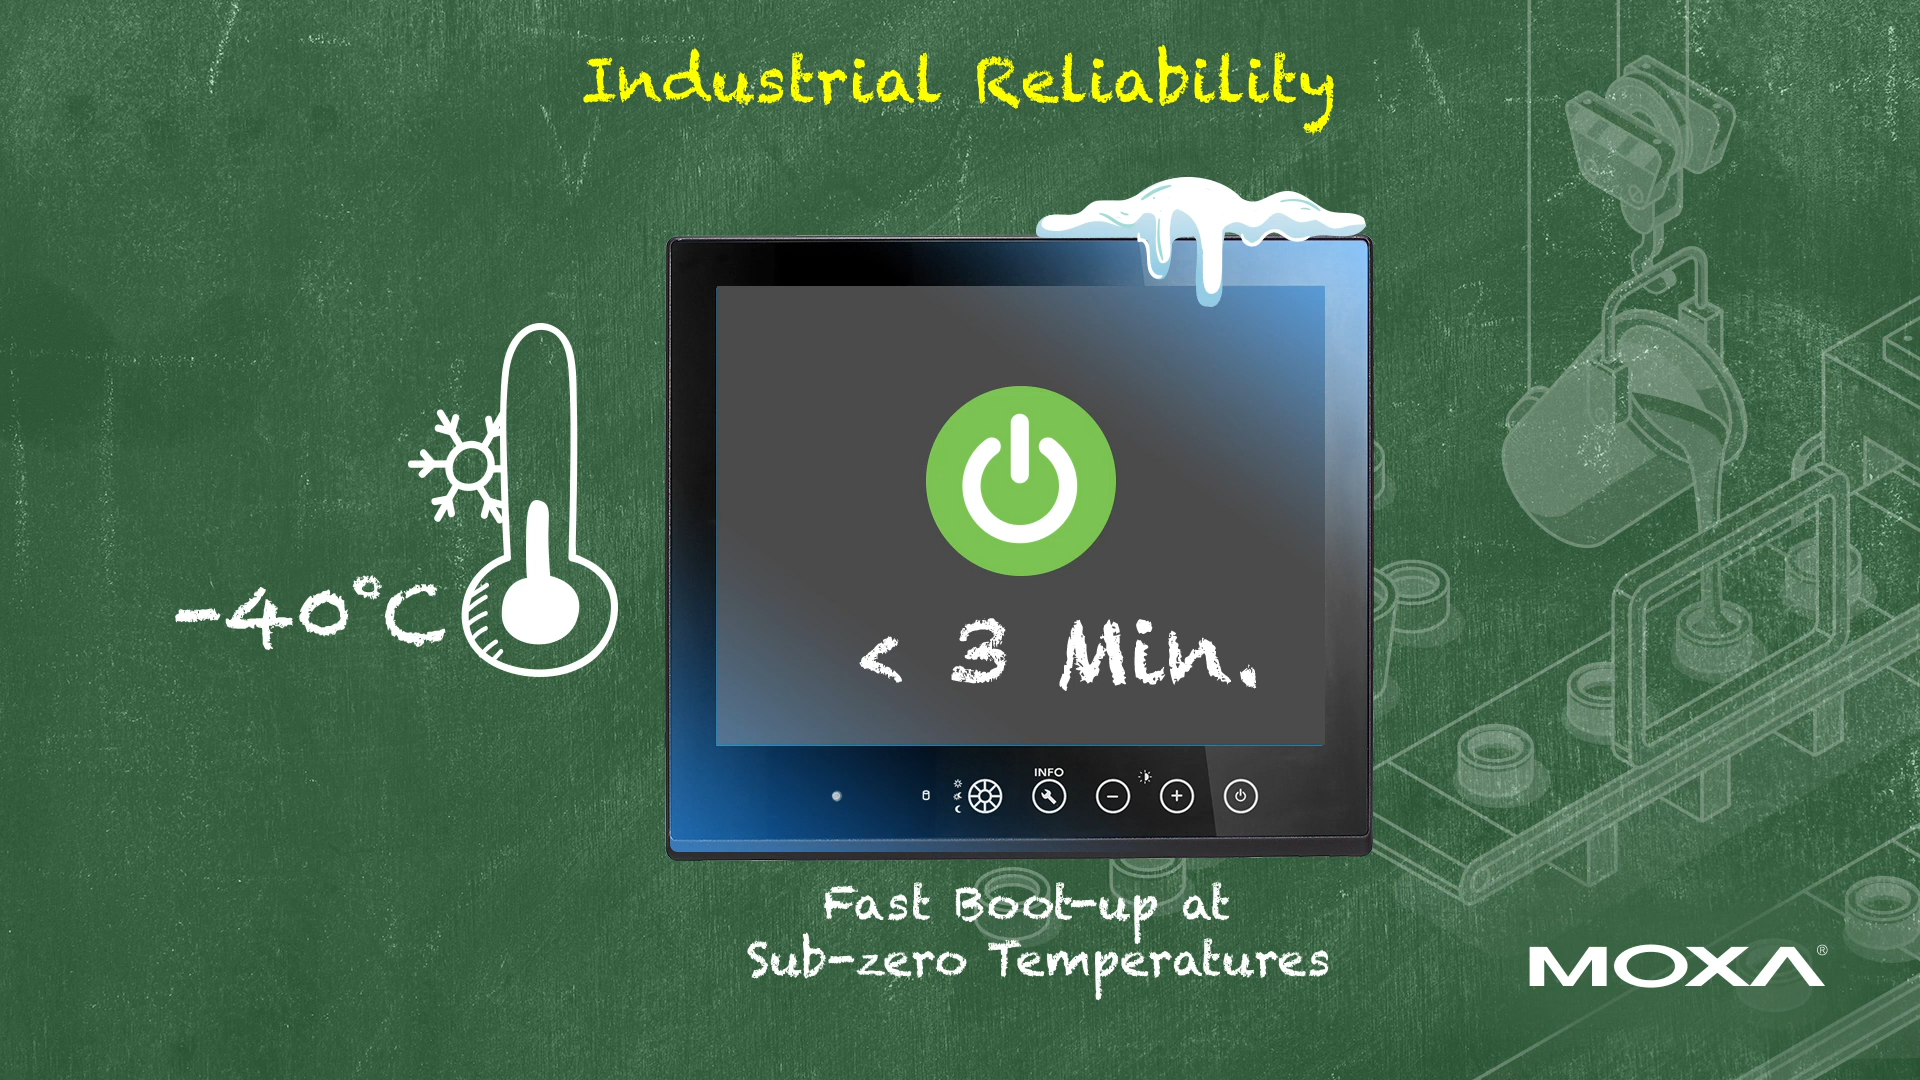 Industrial Reliability
-40°C
< 3 Min.
INFO
Fast Boot-up at
Sub-zero Temperatures
MOXA®